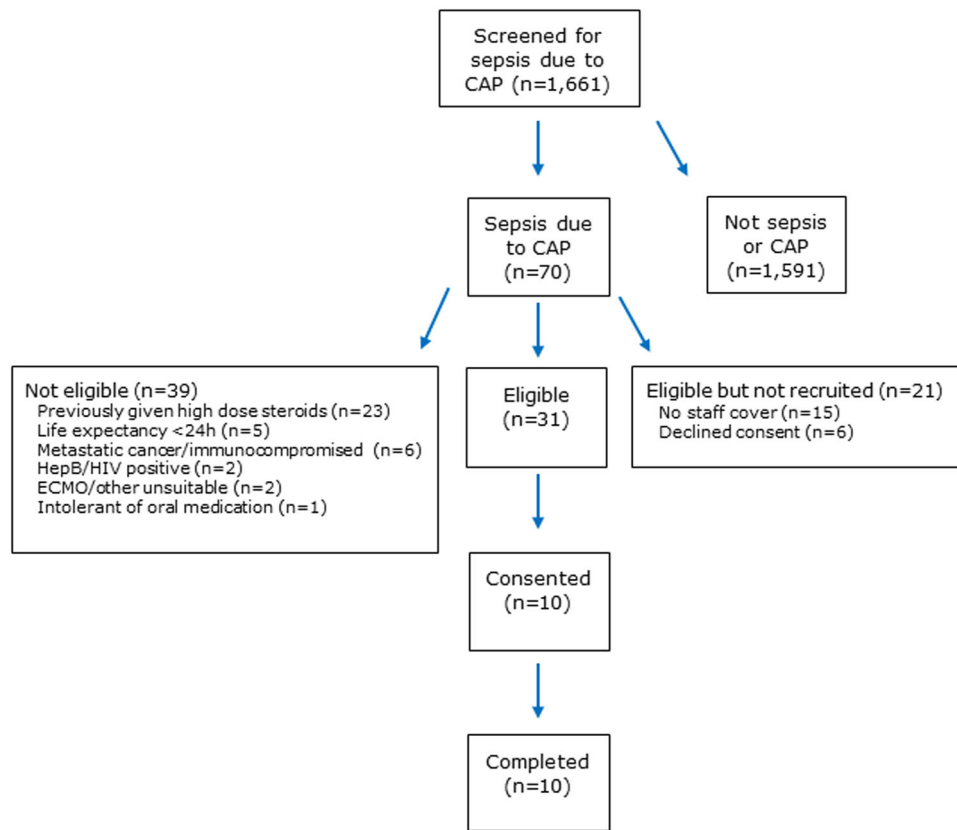 Screened for
sepsis due to
CAP (n=1,661)
Sepsis due
to CAP
(n=70)
Not sepsis
or CAP
(n=1,591)
Not eligible (n=39)
Previously given high dose steroids (n=23)
Life expectancy <24h (n=5)
Metastatic cancer/immunocompromised (n=6)
HepB/HIV positive (n=2)
ECMO/other unsuitable (n=2)
Intolerant of oral medication (n=1)
Eligible
(n=31)
Eligible but not recruited (n=21)
No staff cover (n=15)
Declined consent (n=6)
Consented
(n=10)
Completed
(n=10)